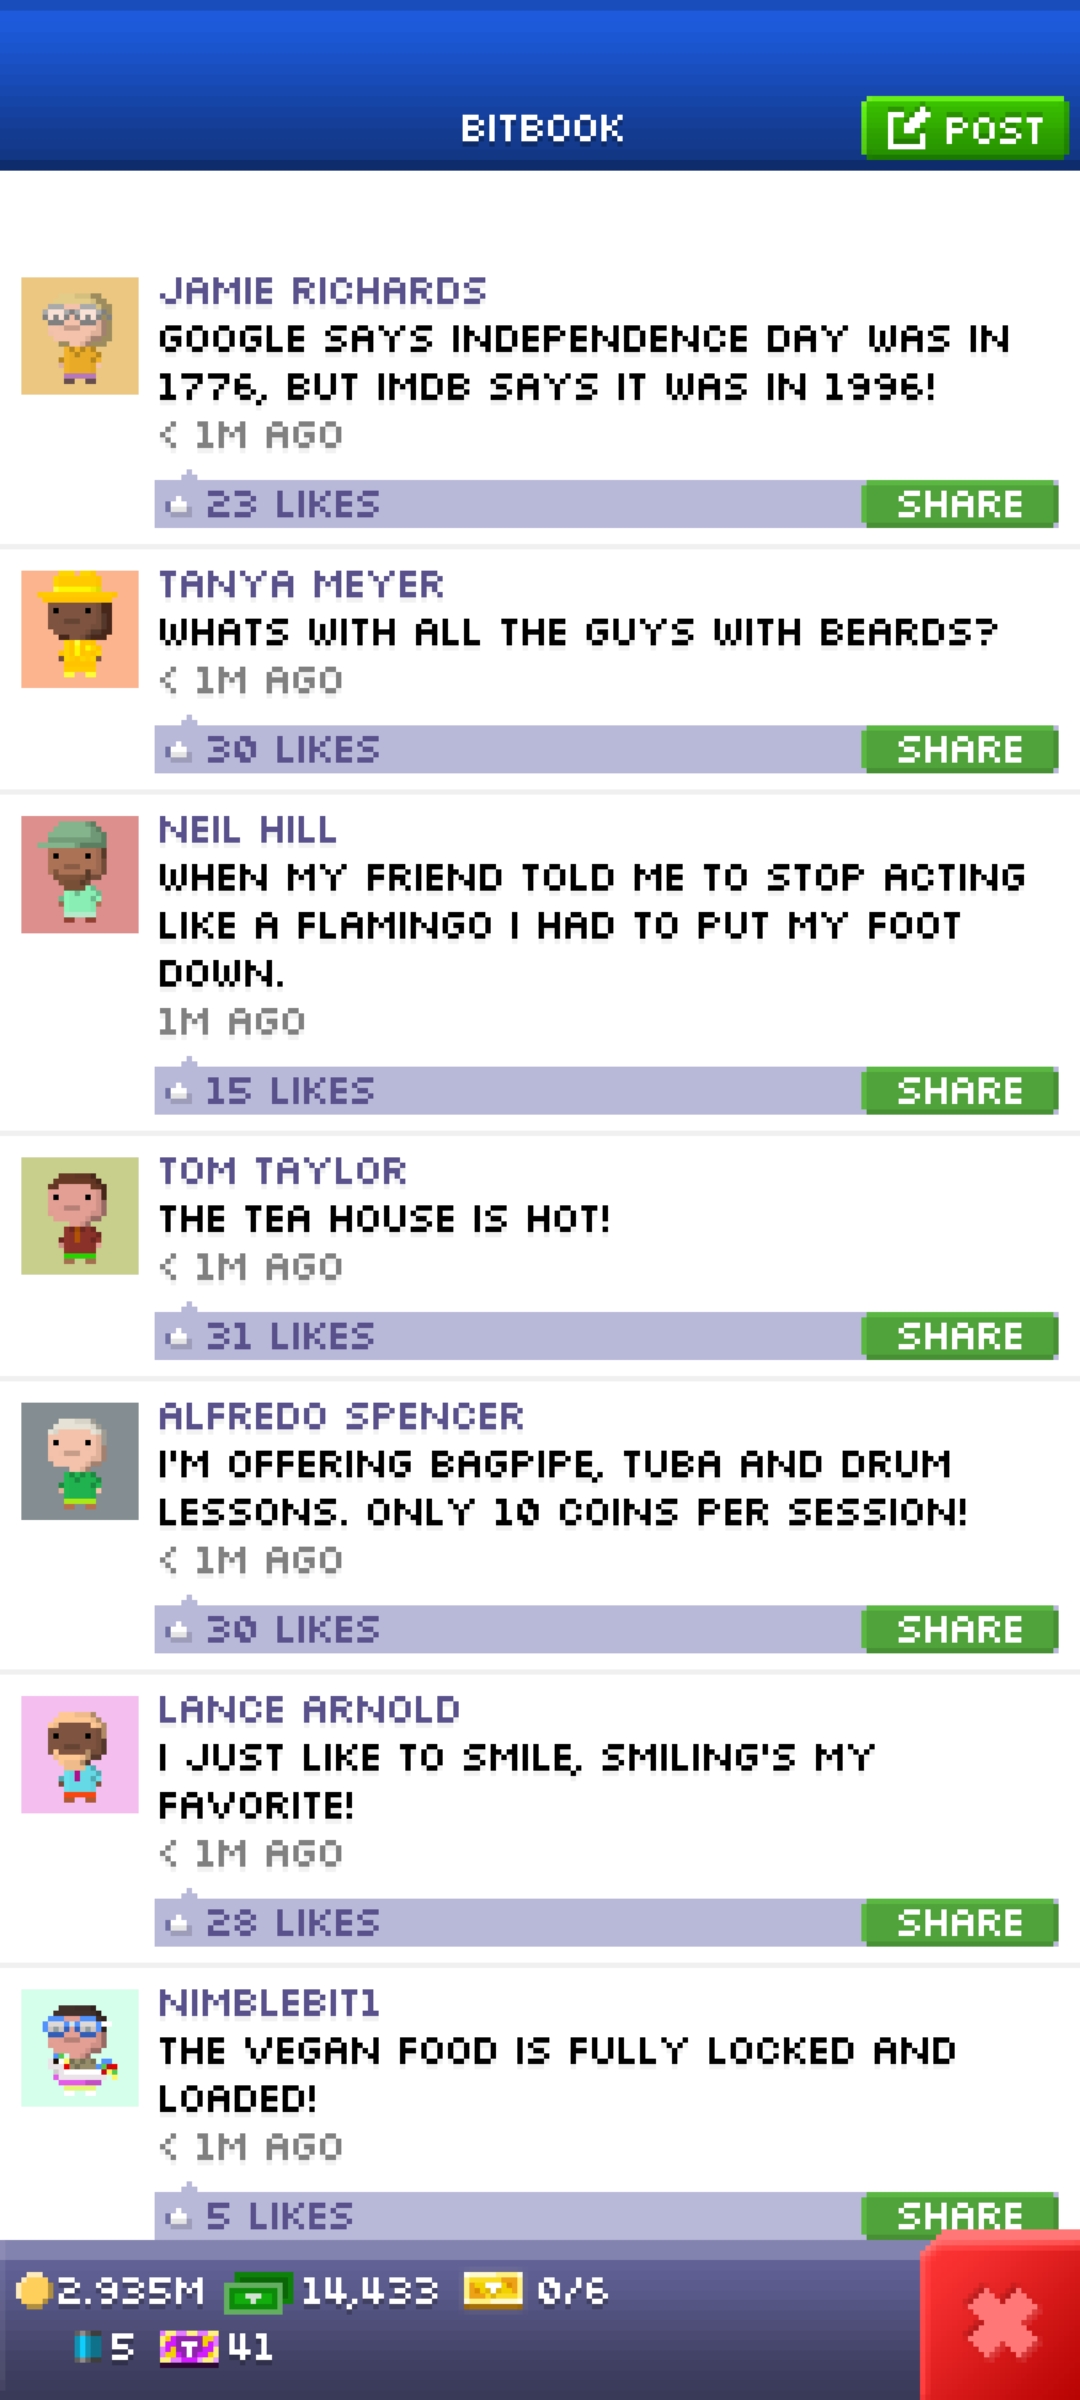 BITBOOK
POST
JAMIE RICHARDS
GOOGLE SAYS INDEPENDENCE DAY WAS IN
1776, BUT IMDB SAYS IT WAS IN 1996!
< 1M AGO
23 LIKES
SHARE
TANYA MEYER
WHATS WITH ALL THE GUYS WITH BEARDS?
< 1M AGO
30 LIKES
SHARE
NEIL HILL
WHEN MY FRIEND TOLD ME TO STOP ACTING
LIKE A FLAMINGO I HAD TO PUT MY FOOT
DOWN.
1M AGO
15 LIKES
SHARE
TOM TAYLOR
THE TEA HOUSE IS HOT!
< 1M AGO
31 LIKES
SHARE
ALFREDO SPENCER
I'M OFFERING BAGPIPE, TUBA AND DRUM
LESSONS. ONLY 10 COINS PER SESSION!
< 1M AGO
30 LIKES
SHARE
LANCE ARNOLD
I JUST LIKE TO SMILE, SMILING'S MY
FAVORITE!
< 1M AGO
28 LIKES
SHARE
NIMBLEBIT1
THE VEGAN FOOD IS FULLY LOCKED AND
LOADED!
< 1M AGO
5 LIKES
SHARE
2.935M 14,433 0/6
5 T 41